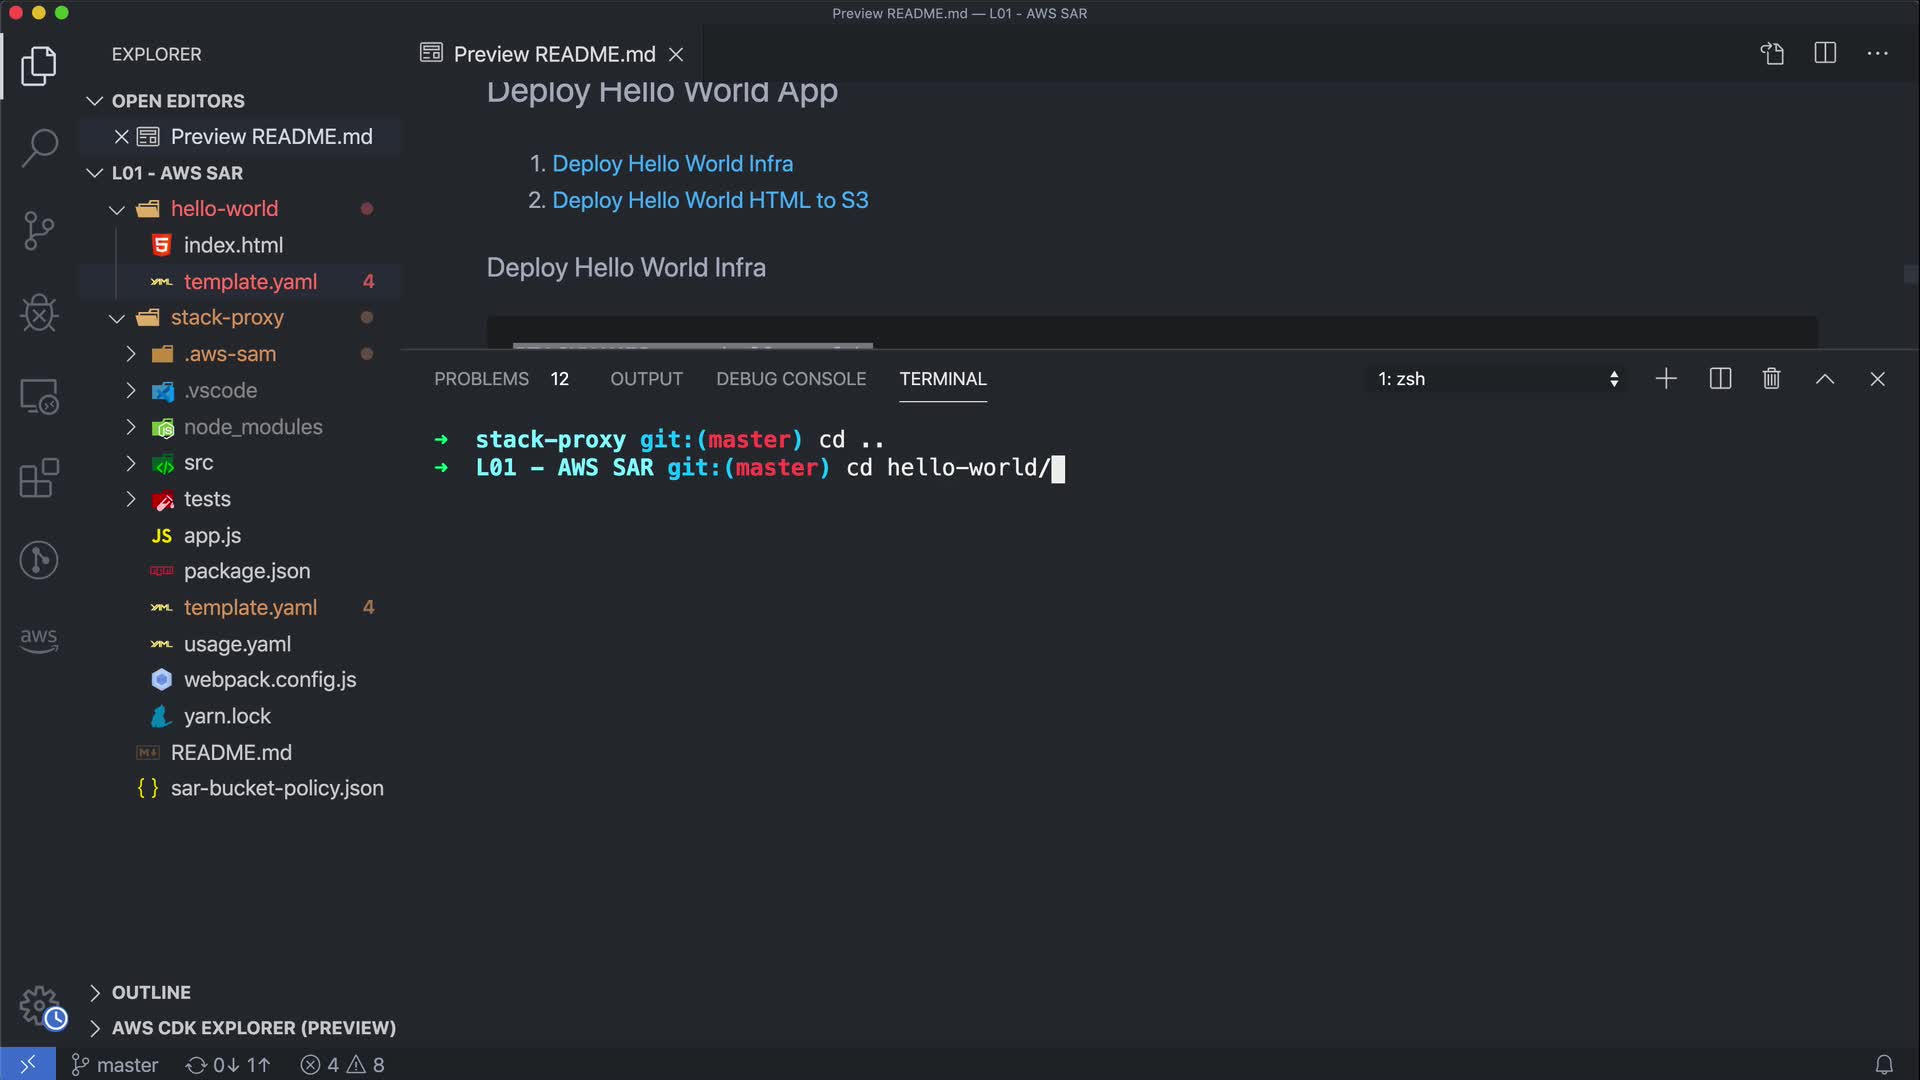 Preview README.md — L01 - AWS SAR
EXPLORER
Preview README.md
OPEN EDITORS
Preview README.md
L01 - AWS SAR
hello-world
index.html
template.yaml 4
stack-proxy
.aws-sam
.vscode
node_modules
src
tests
JS app.js
package.json
template.yaml 4
usage.yaml
webpack.config.js
yarn.lock
README.md
{ } sar-bucket-policy.json
OUTLINE
AWS CDK EXPLORER (PREVIEW)
aws
Deploy Hello World App
1. Deploy Hello World Infra
2. Deploy Hello World HTML to S3
Deploy Hello World Infra
PROBLEMS 12 OUTPUT DEBUG CONSOLE TERMINAL 1: zsh
➜ stack-proxy git:(master) cd ..
➜ L01 - AWS SAR git:(master) cd hello-world/
master 0↓ 1↑ 4 8